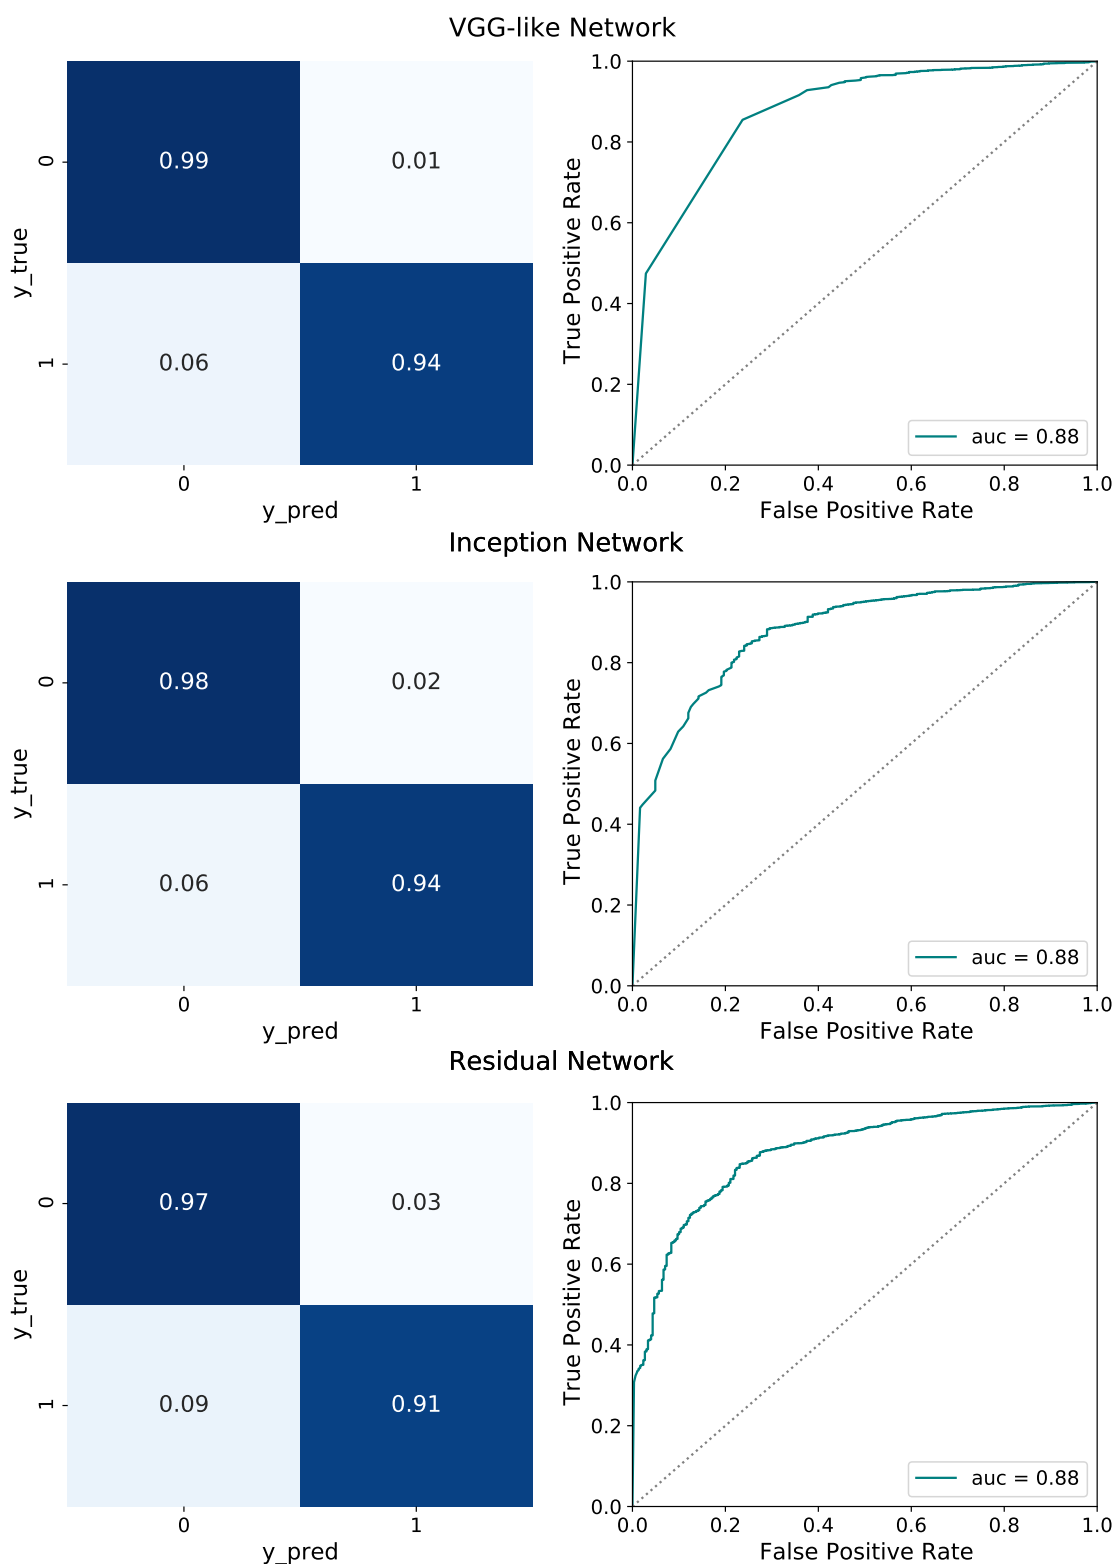 VGG-like Network
0
0.99
0.01
y_true
1
0.06
0.94
0
1
y_pred
1.0
0.8
0.6
0.4
0.2
0.0
True Positive Rate
auc = 0.88
0.0 0.2 0.4 0.6 0.8 1.0
False Positive Rate
Inception Network
0
0.98
0.02
y_true
1
0.06
0.94
0
1
y_pred
1.0
0.8
0.6
0.4
0.2
0.0
True Positive Rate
auc = 0.88
0.0 0.2 0.4 0.6 0.8 1.0
False Positive Rate
Residual Network
0
0.97
0.03
y_true
1
0.09
0.91
0
1
y_pred
1.0
0.8
0.6
0.4
0.2
0.0
True Positive Rate
auc = 0.88
0.0 0.2 0.4 0.6 0.8 1.0
False Positive Rate